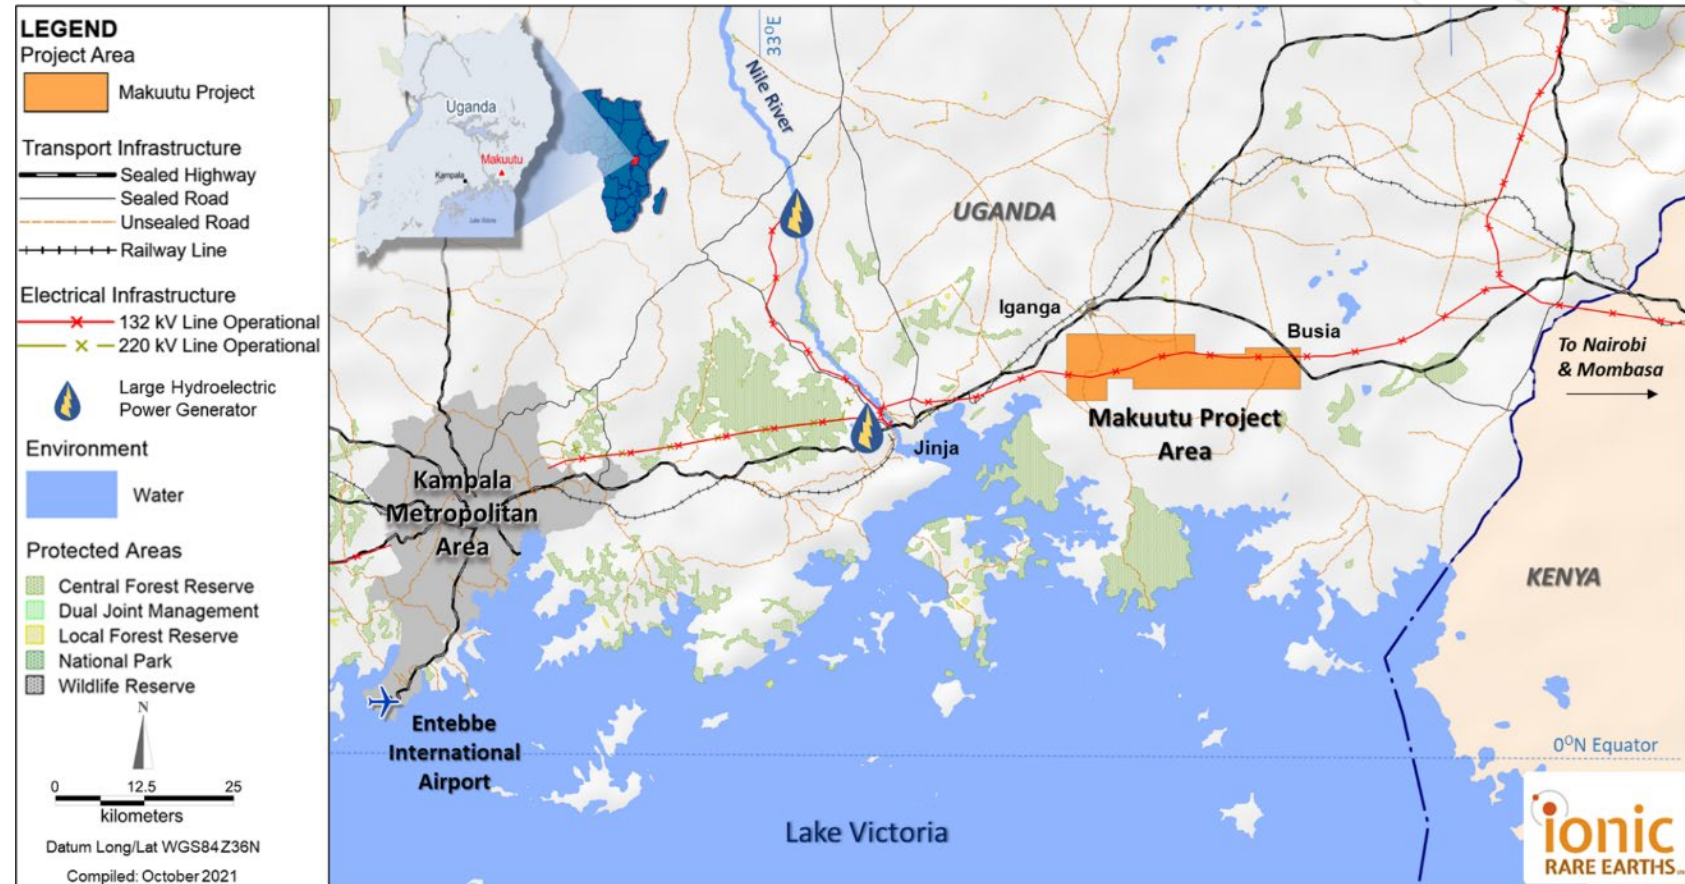 LEGEND
Project Area
Makuutu Project
Transport Infrastructure
Sealed Highway
Sealed Road
Unsealed Road
Railway Line
Electrical Infrastructure
132 kV Line Operational
220 kV Line Operational
Large Hydroelectric
Power Generator
Environment
Water
Protected Areas
Central Forest Reserve
Dual Joint Management
Local Forest Reserve
National Park
Wildlife Reserve
N
0 12.5 25
kilometers
Datum Long/Lat WGS84Z36N
Compiled: October 2021
Uganda
Makuutu
Kampala
Lake Victoria
33°E
Nile River
UGANDA
Iganga
Busia
To Nairobi
& Mombasa
Makuutu Project
Area
Jinja
Kampala
Metropolitan
Area
KENYA
Entebbe
International
Airport
0°N Equator
Lake Victoria
ionic
RARE EARTHS